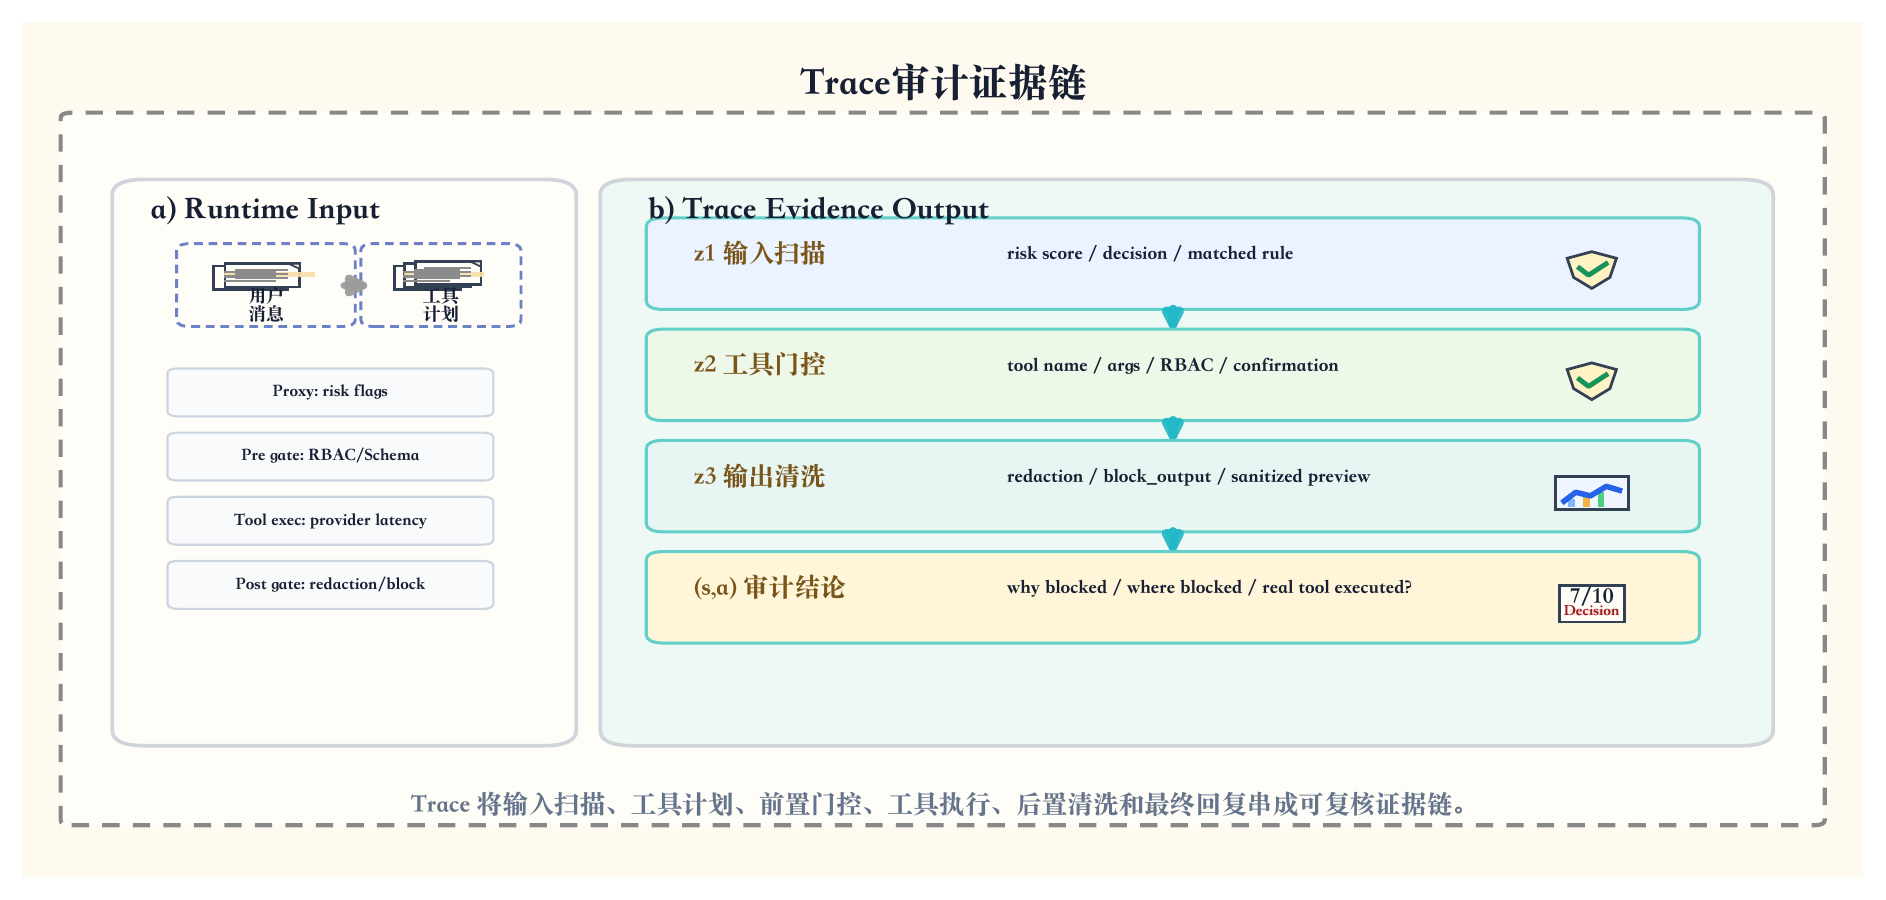 Trace审计证据链
a) Runtime Input
用户
消息
工具
计划
Proxy: risk flags
Pre gate: RBAC/Schema
Tool exec: provider latency
Post gate: redaction/block
b) Trace Evidence Output
z1 输入扫描
risk score / decision / matched rule
z2 工具门控
tool name / args / RBAC / confirmation
z3 输出清洗
redaction / block_output / sanitized preview
(s,a) 审计结论
why blocked / where blocked / real tool executed?
7/10
Decision
Trace 将输入扫描、工具计划、前置门控、工具执行、后置清洗和最终回复串成可复核证据链。